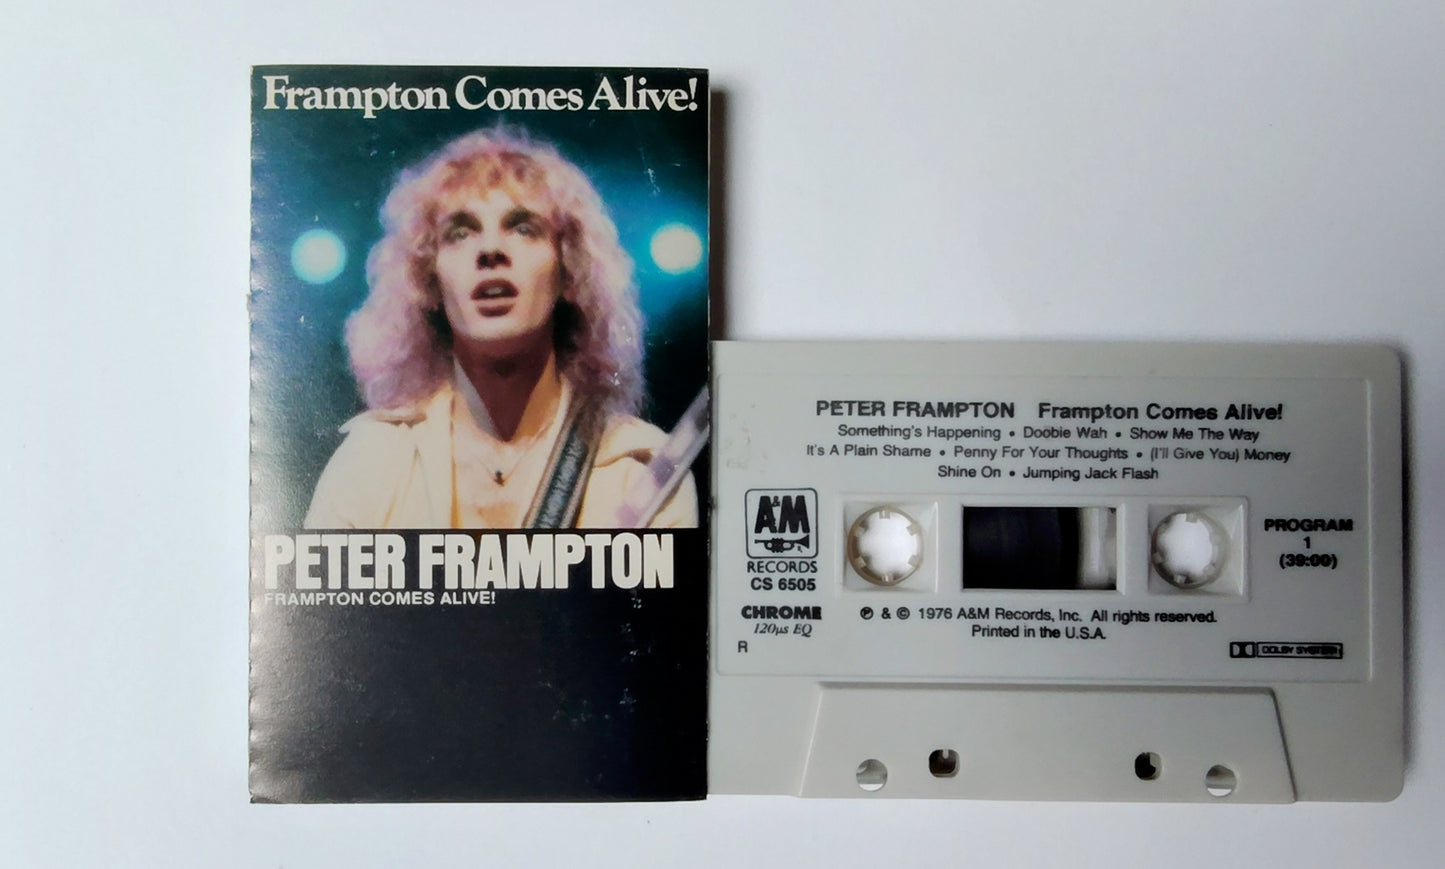 Frampton Comes Alive!
PETER FRAMPTON
FRAMPTON COMES ALIVE!
PETER FRAMPTON Frampton Comes Alive!
Something's Happening • Doobie Wah • Show Me The Way
It's A Plain Shame • Penny For Your Thoughts • (I'll Give You) Money
Shine On • Jumping Jack Flash
A&M
RECORDS
CS 6505
PROGRAM
1
(39:00)
CHROME
120µs EQ
R
℗ & © 1976 A&M Records, Inc. All rights reserved.
Printed in the U.S.A.
DOLBY SYSTEM